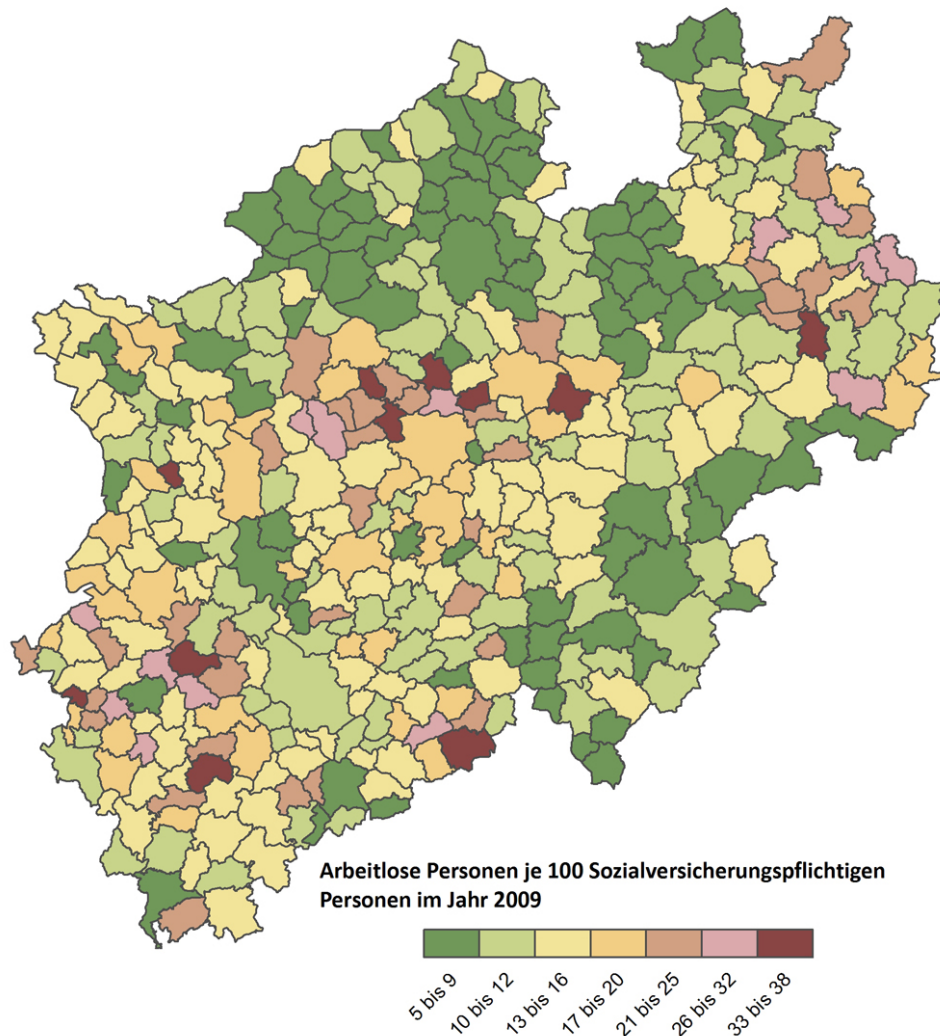 Arbeitlose Personen je 100 Sozialversicherungspflichtigen
Personen im Jahr 2009
5 bis 9
10 bis 12
13 bis 16
17 bis 20
21 bis 25
26 bis 32
33 bis 38